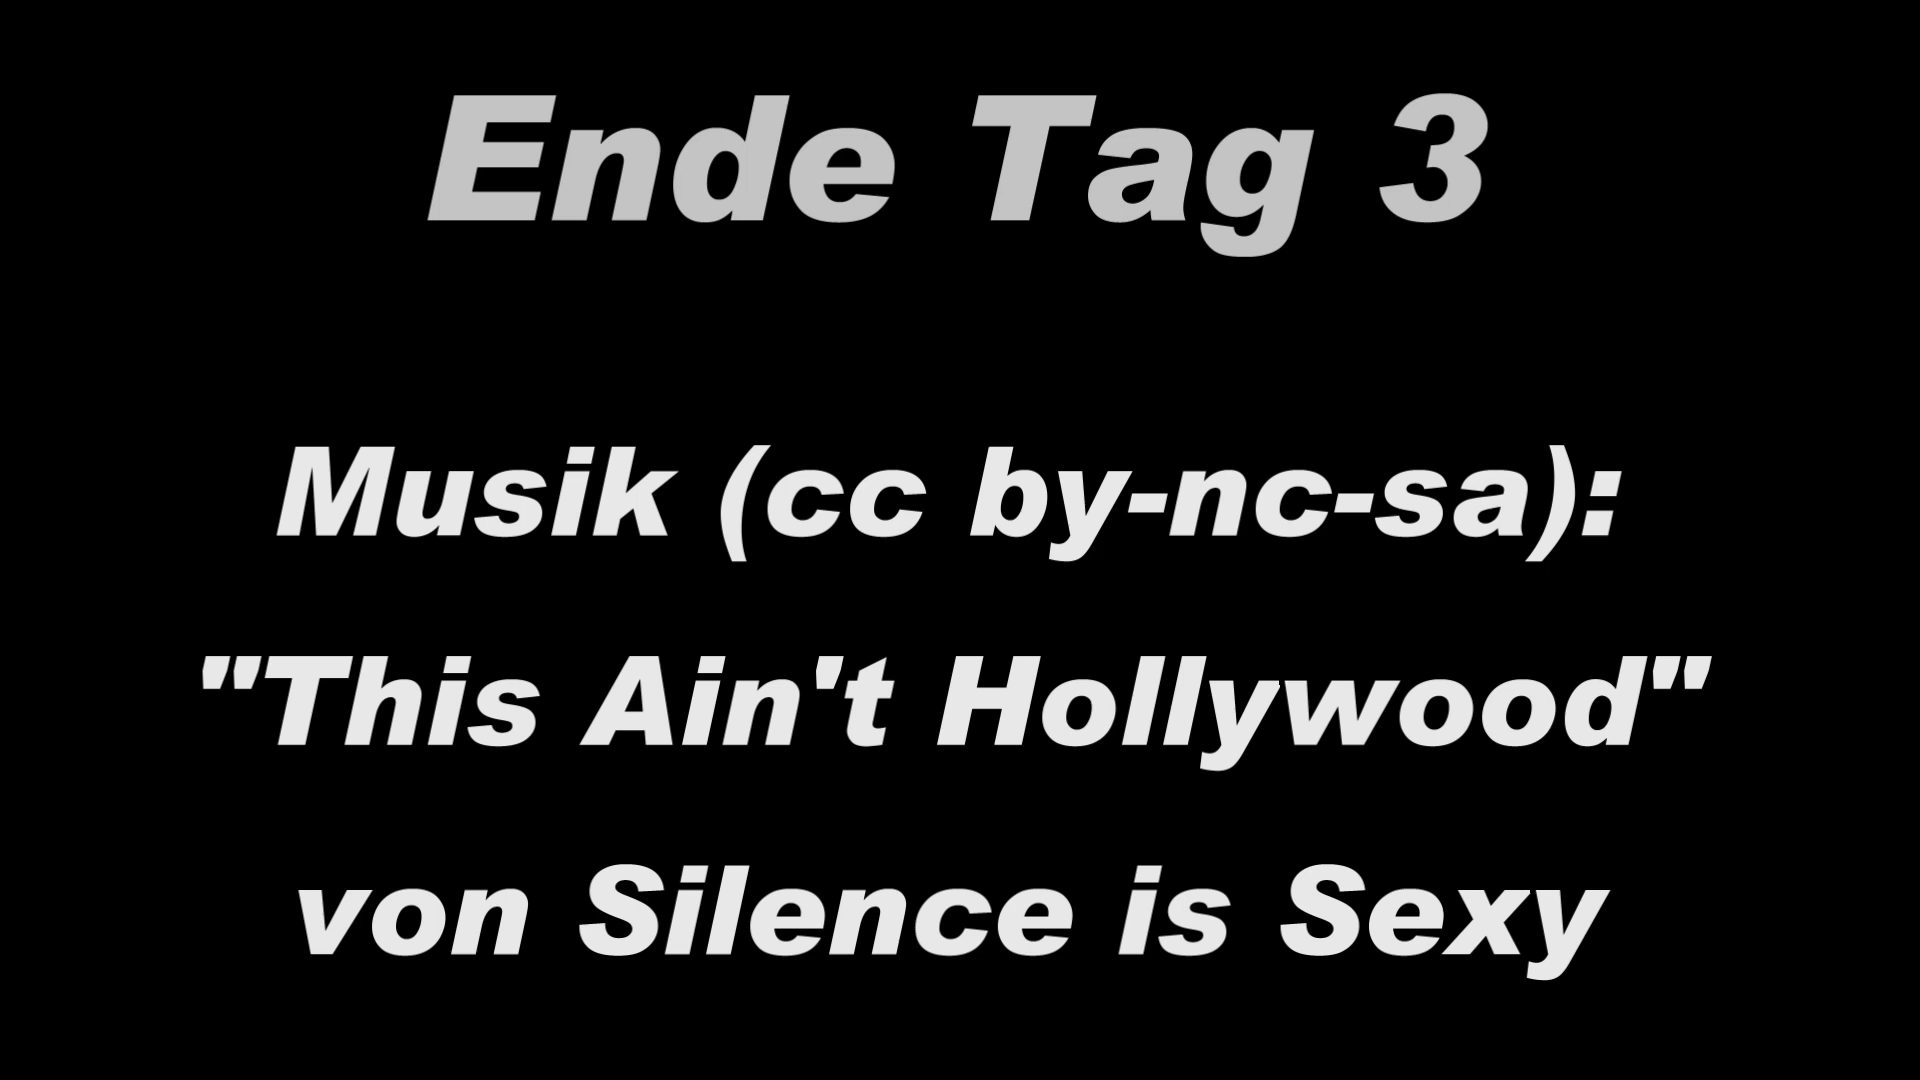 Ende Tag 3
Musik (cc by-nc-sa):
"This Ain't Hollywood"
von Silence is Sexy